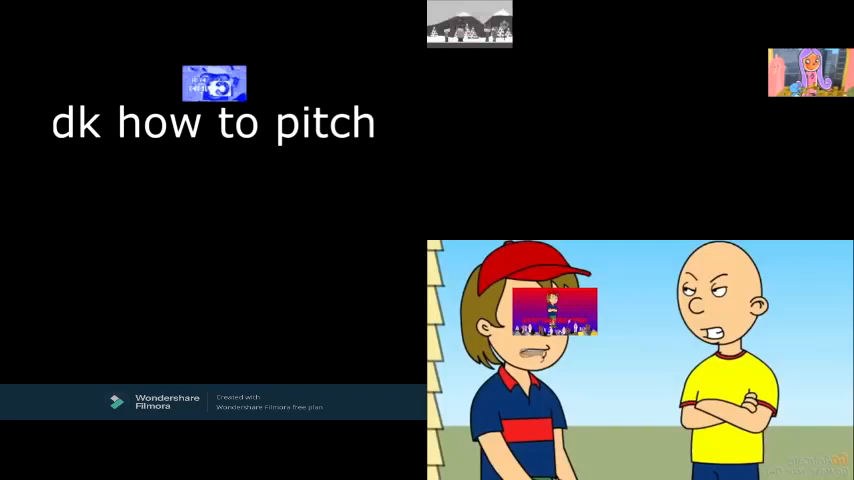 dk how to pitch
Wondershare
Filmora
Created with
Wondershare Filmora free plan